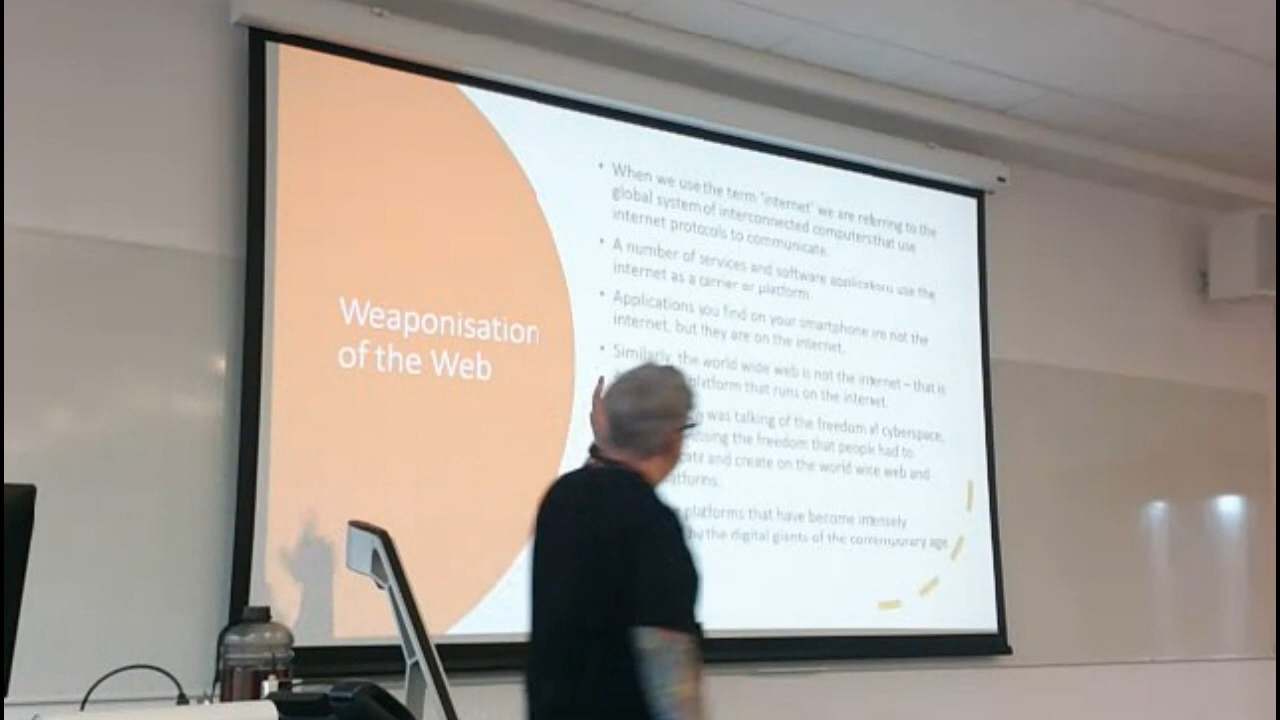 Weaponisation
of the Web
• When we use the term 'internet' we are referring to the
global system of interconnected computers that use
internet protocols to communicate.
• A number of services and software applications use the
internet as a carrier or platform
• Applications you find on your smartphone are not the
internet, but they are on the internet.
• Similarly, the world wide web is not the internet – that is
platform that runs on the internet.
was talking of the freedom of cyberspace,
the freedom that people had to
and create on the world wide web and
platforms that have become intensely
by the digital giants of the contemporary age.